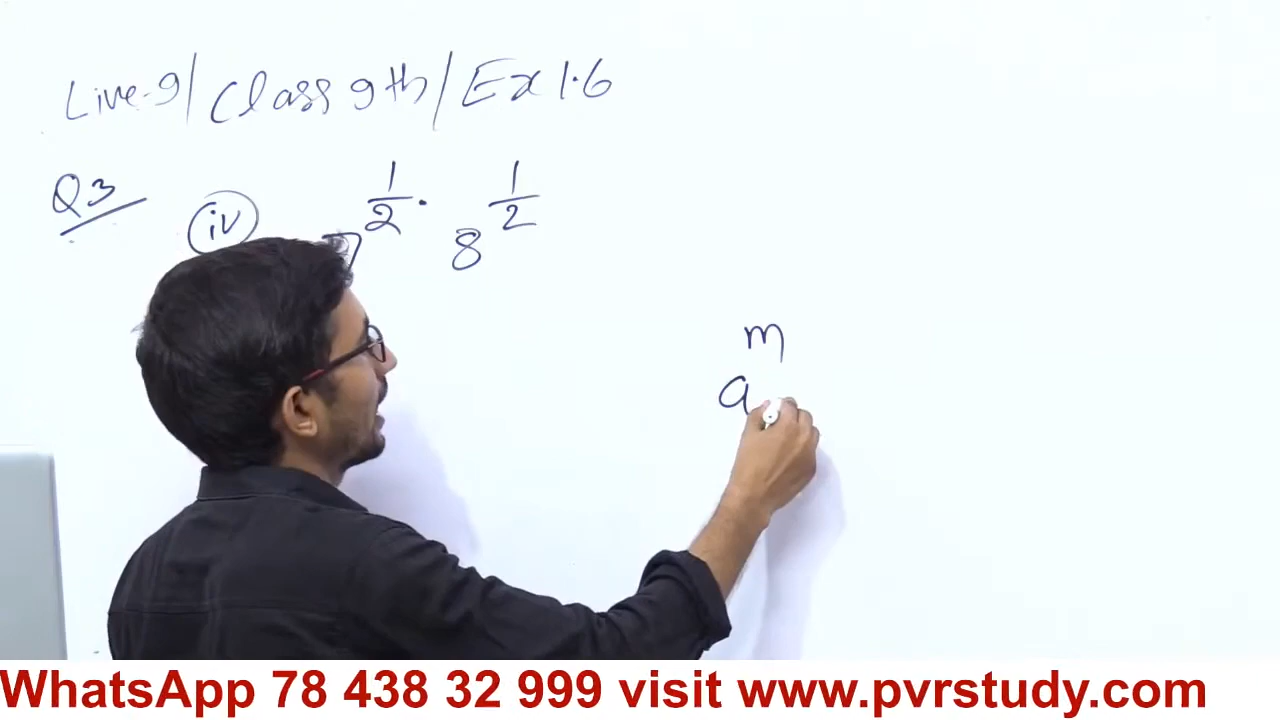 Live-9/ Class 9th/ Ex 1.6
Q3 (iv) 7^{1/2} · 8^{1/2}
a^m
WhatsApp 78 438 32 999 visit www.pvrstudy.com